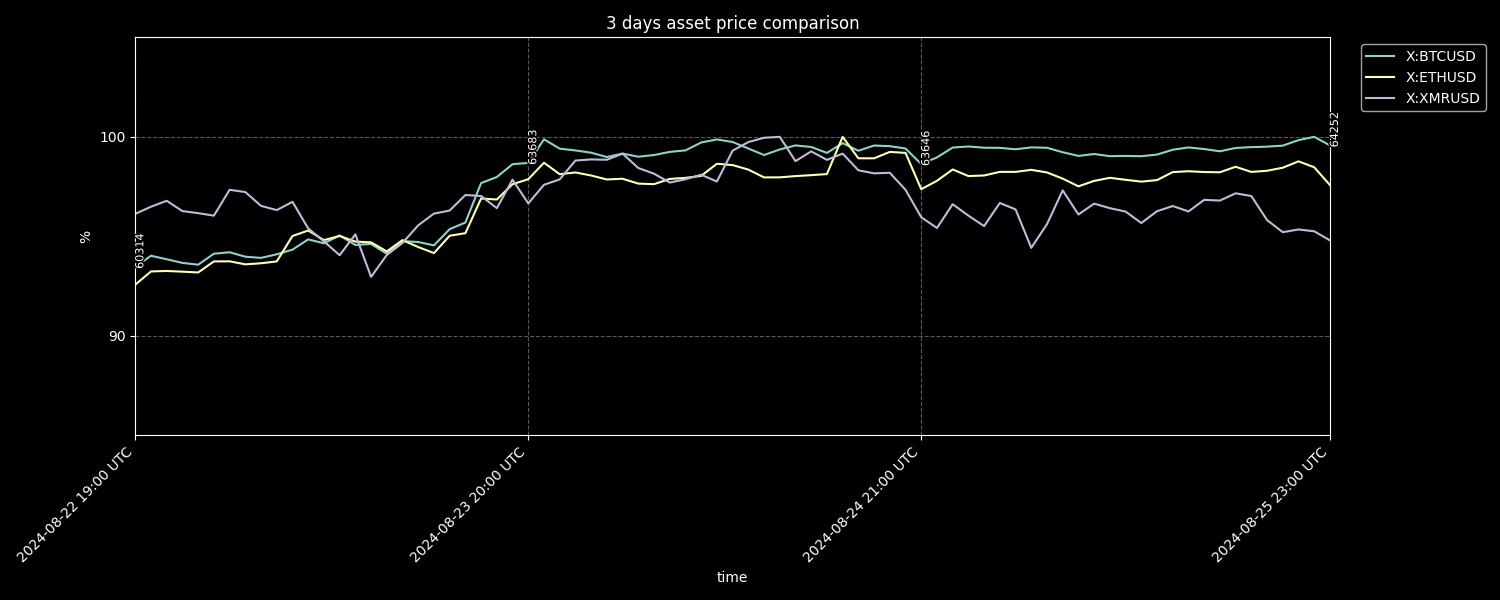 3 days asset price comparison
X:BTCUSD
X:ETHUSD
X:XMRUSD
100
90
%
60314
63683
63646
64252
2024-08-22 19:00 UTC
2024-08-23 20:00 UTC
2024-08-24 21:00 UTC
2024-08-25 23:00 UTC
time